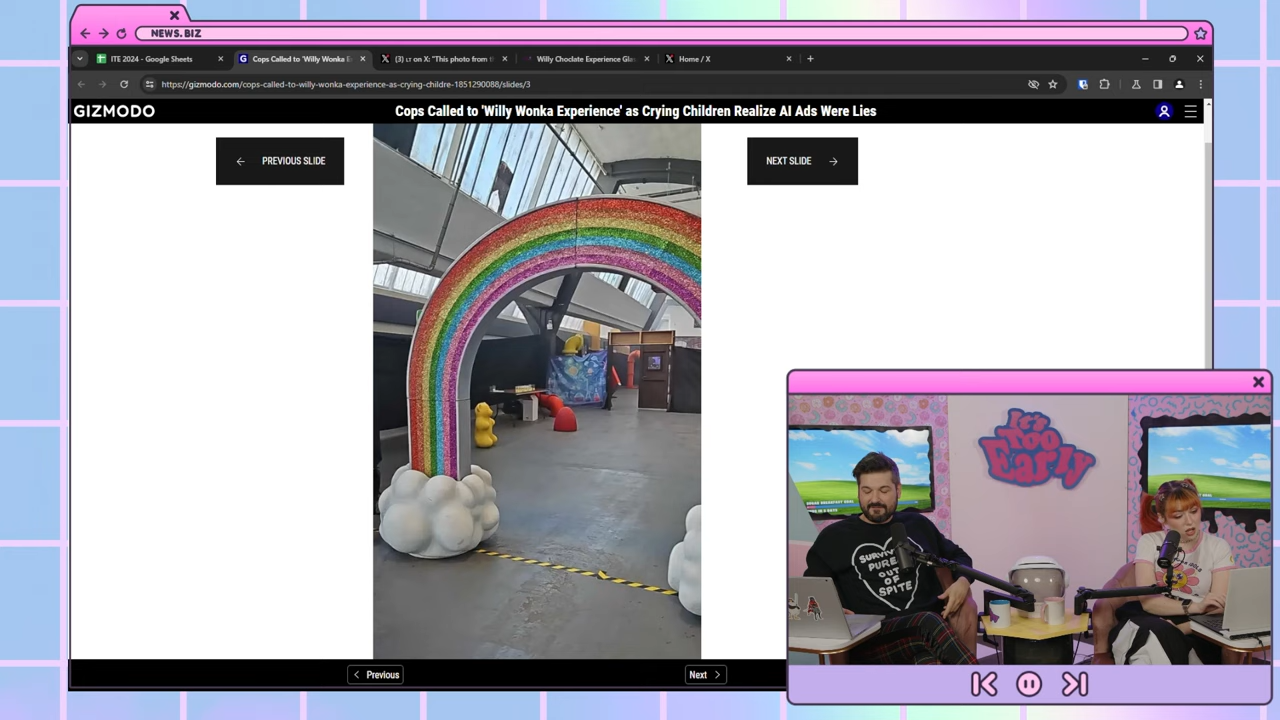 NEWS.BIZ
ITE 2024 - Google Sheets
Cops Called to 'Willy Wonka E
(3) LT on X: "This photo from t
Willy Choclate Experience Gla
Home / X
https://gizmodo.com/cops-called-to-willy-wonka-experience-as-crying-childre-1851290088/slides/3
GIZMODO
Cops Called to 'Willy Wonka Experience' as Crying Children Realize AI Ads Were Lies
PREVIOUS SLIDE
NEXT SLIDE
It's
Too
Early
SURVIV
PURE
OUT
OF
SPITE
Previous
Next